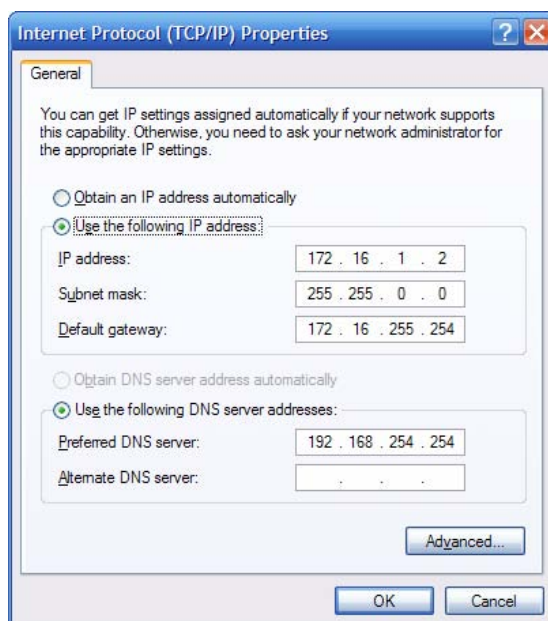 Internet Protocol (TCP/IP) Properties
General
You can get IP settings assigned automatically if your network supports
this capability. Otherwise, you need to ask your network administrator for
the appropriate IP settings.
Obtain an IP address automatically
Use the following IP address:
IP address: 172 . 16 . 1 . 2
Subnet mask: 255 . 255 . 0 . 0
Default gateway: 172 . 16 . 255 . 254
Obtain DNS server address automatically
Use the following DNS server addresses:
Preferred DNS server: 192 . 168 . 254 . 254
Alternate DNS server: . . .
Advanced...
OK Cancel